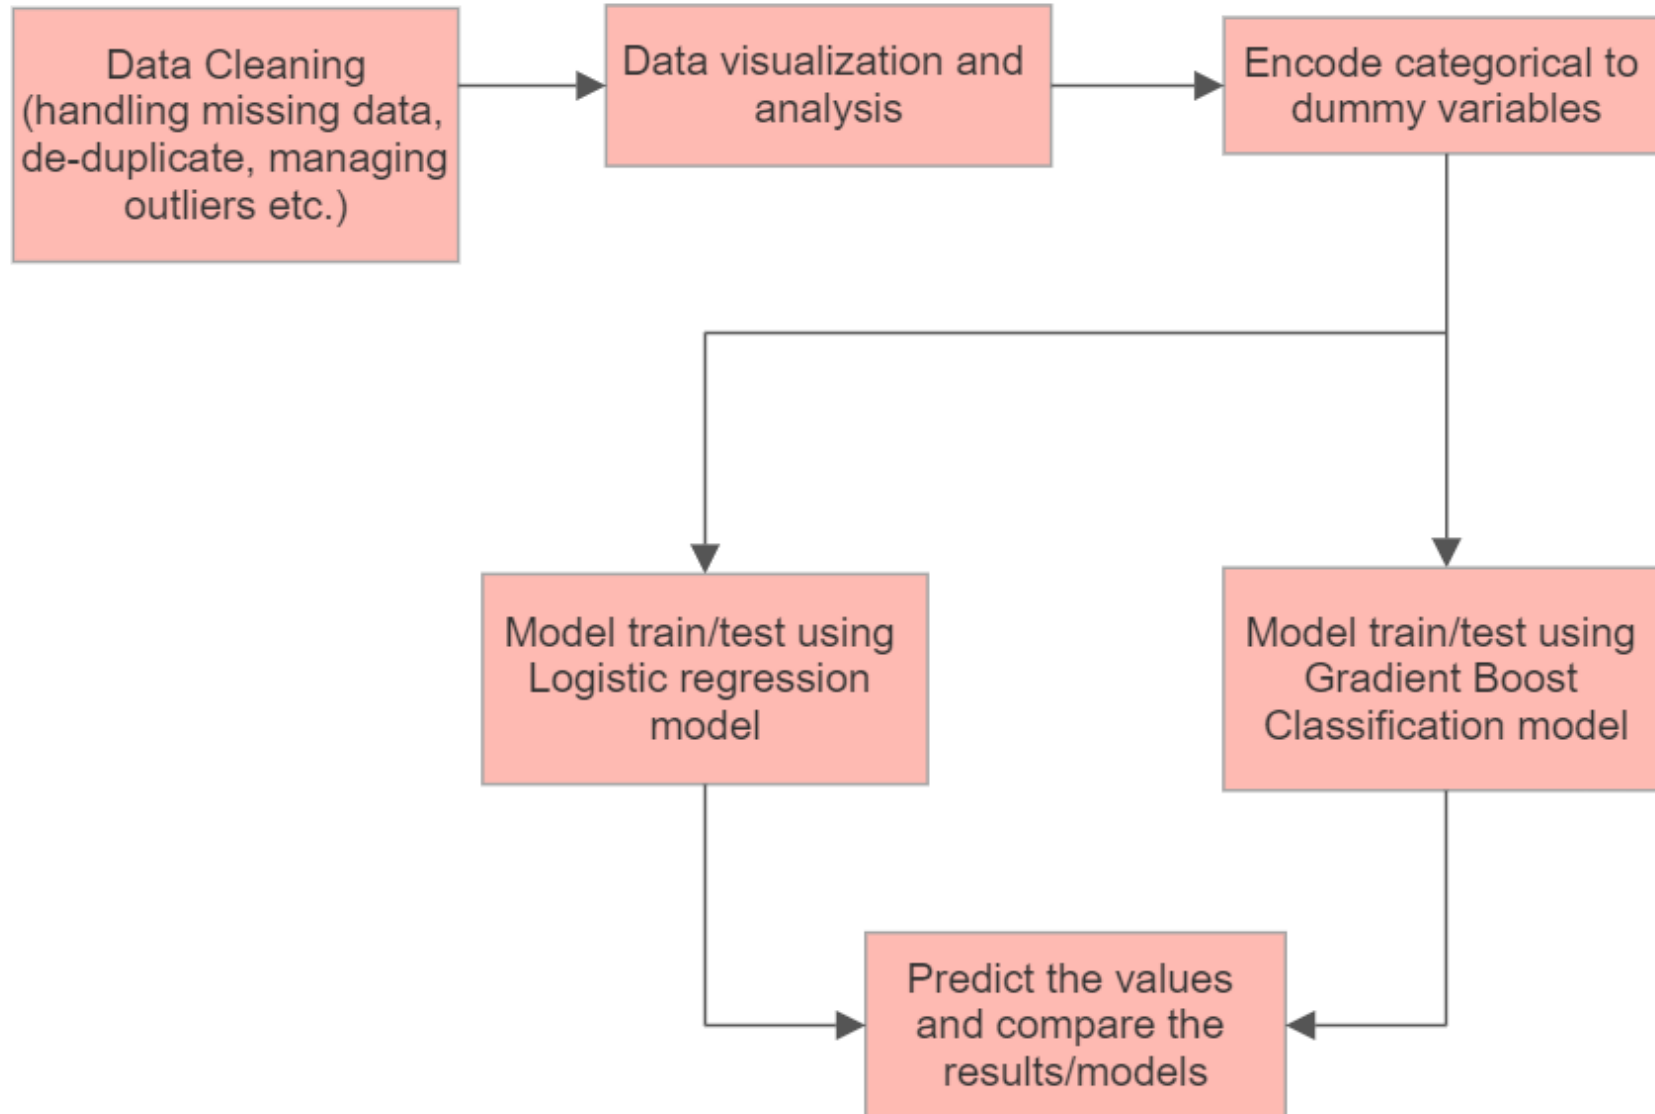 Data Cleaning
(handling missing data,
de-duplicate, managing
outliers etc.)
Data visualization and
analysis
Encode categorical to
dummy variables
Model train/test using
Logistic regression
model
Model train/test using
Gradient Boost
Classification model
Predict the values
and compare the
results/models